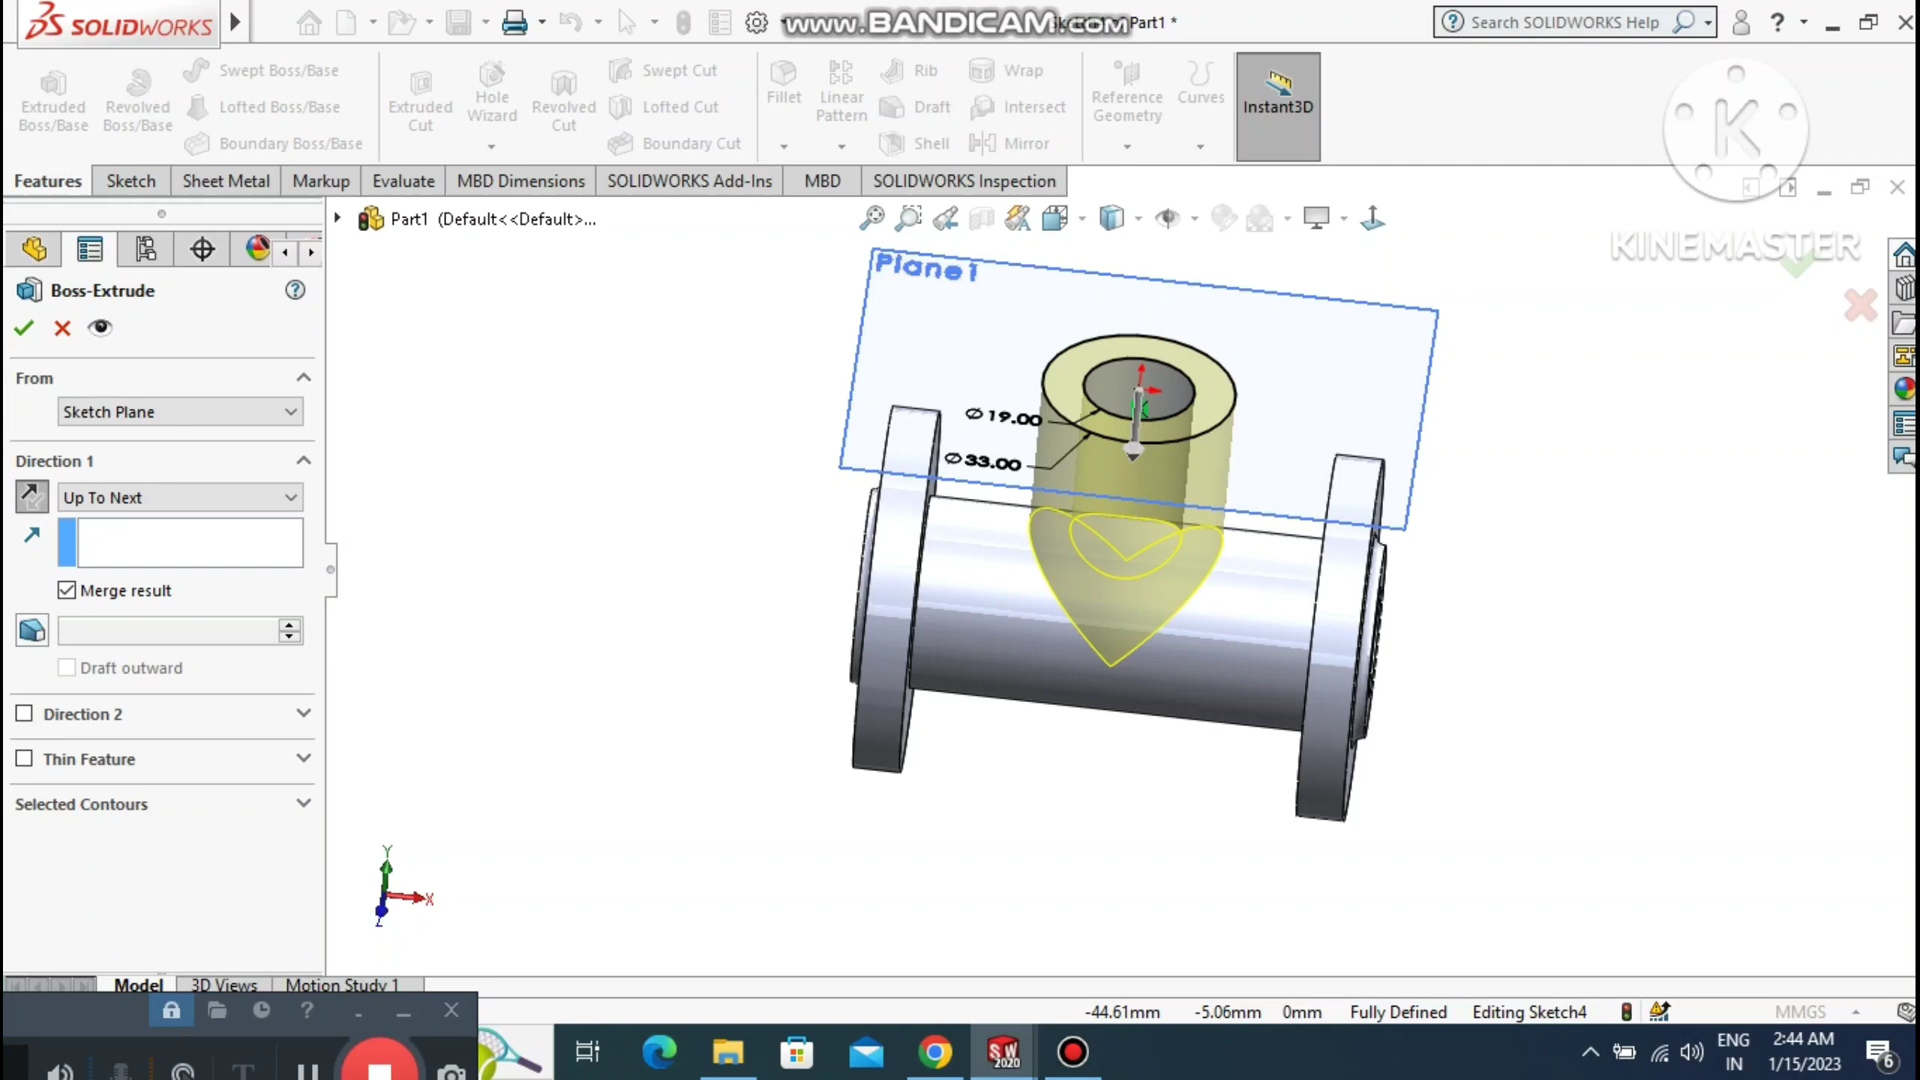 SOLIDWORKS
www.BANDICAM.com
Part1 *
Search SOLIDWORKS Help
?
Extruded Boss/Base
Revolved Boss/Base
Swept Boss/Base
Lofted Boss/Base
Boundary Boss/Base
Extruded Cut
Hole Wizard
Revolved Cut
Swept Cut
Lofted Cut
Boundary Cut
Fillet
Linear Pattern
Rib
Draft
Shell
Wrap
Intersect
Mirror
Reference Geometry
Curves
Instant3D
K
Features
Sketch
Sheet Metal
Markup
Evaluate
MBD Dimensions
SOLIDWORKS Add-Ins
MBD
SOLIDWORKS Inspection
Part1 (Default<<Default>...
KINEMASTER
Boss-Extrude
From
Sketch Plane
Direction 1
Up To Next
Merge result
Draft outward
Direction 2
Thin Feature
Selected Contours
Plane1
Ø19.00
Ø33.00
Y
X
Z
Model
3D Views
Motion Study 1
-44.61mm
-5.06mm
0mm
Fully Defined
Editing Sketch4
MMGS
SW 2020
ENG
IN
2:44 AM
1/15/2023
6